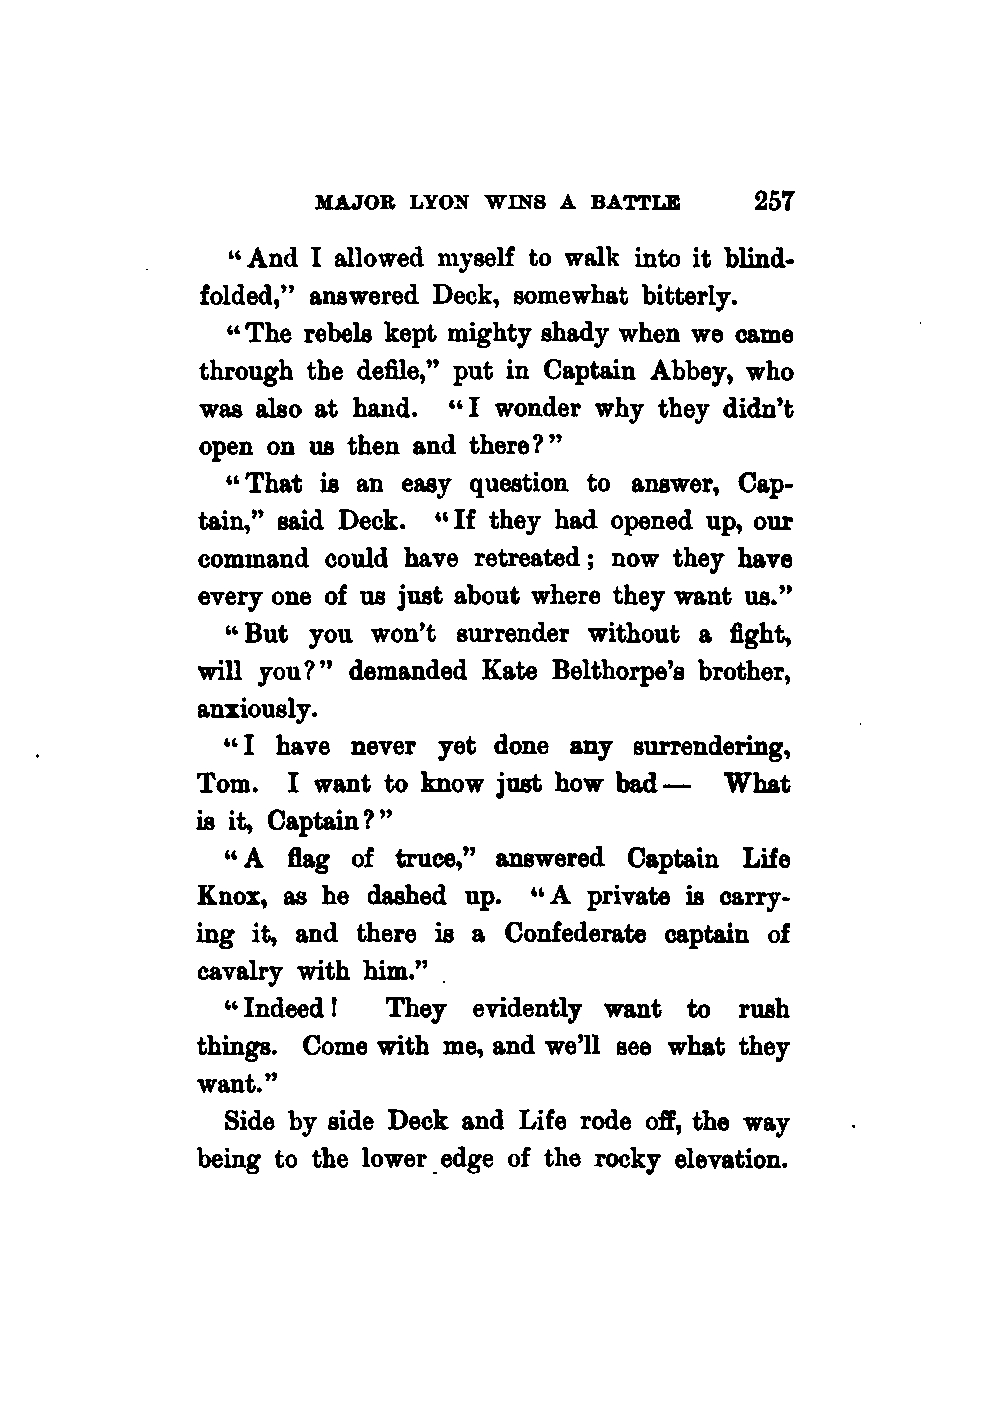 MAJOR LYON WINS A BATTLE 257
“And I allowed myself to walk into it blind-
folded,” answered Deck, somewhat bitterly.
“The rebels kept mighty shady when we came
through the defile,” put in Captain Abbey, who
was also at hand. “I wonder why they didn’t
open on us then and there?”
“That is an easy question to answer, Cap-
tain,” said Deck. “If they had opened up, our
command could have retreated; now they have
every one of us just about where they want us.”
“But you won’t surrender without a fight,
will you?” demanded Kate Belthorpe’s brother,
anxiously.
“I have never yet done any surrendering,
Tom. I want to know just how bad— What
is it, Captain?”
“A flag of truce,” answered Captain Life
Knox, as he dashed up. “A private is carry-
ing it, and there is a Confederate captain of
cavalry with him.”
“Indeed! They evidently want to rush
things. Come with me, and we’ll see what they
want.”
Side by side Deck and Life rode off, the way
being to the lower edge of the rocky elevation.